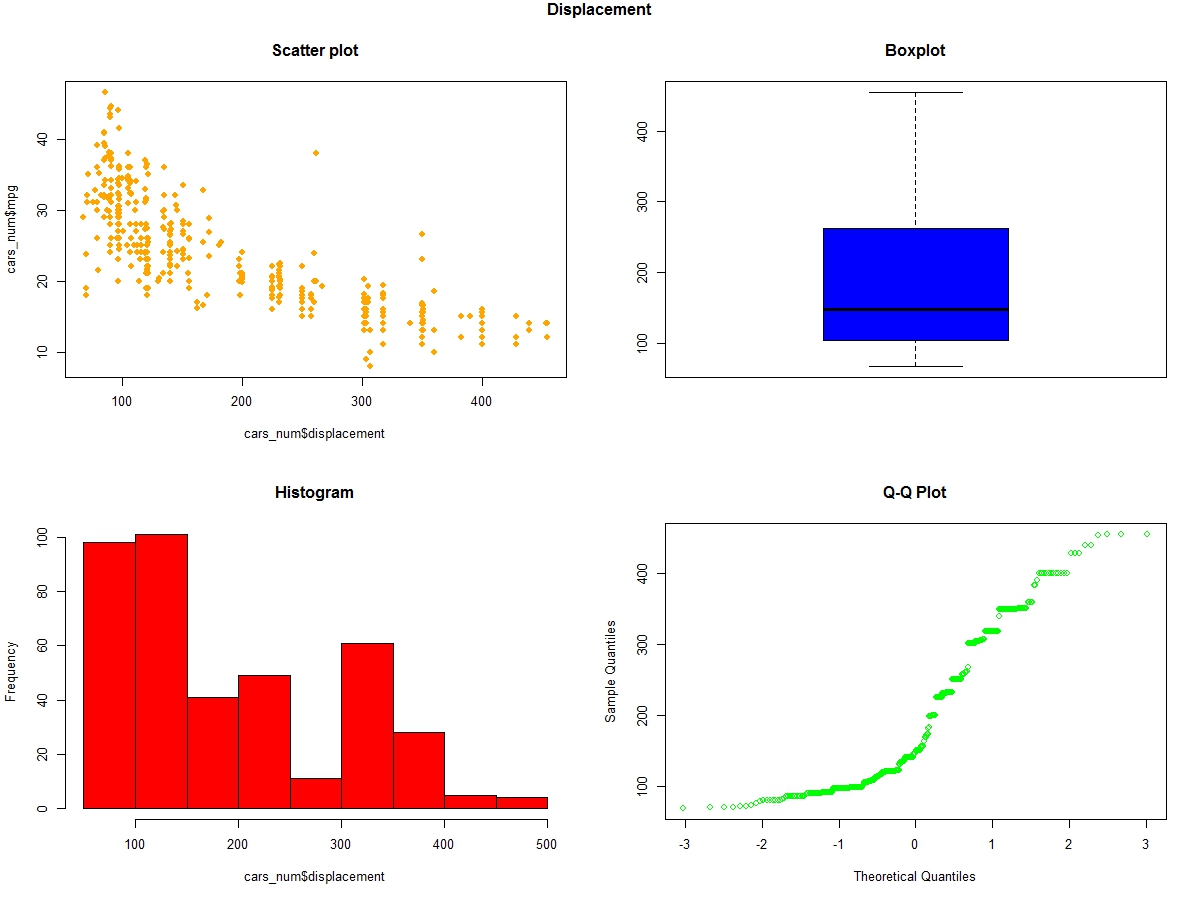 Displacement
Scatter plot
cars_num$mpg
40
30
20
10
100 200 300 400
cars_num$displacement
Boxplot
400
300
200
100
Histogram
Frequency
100
80
60
40
20
0
100 200 300 400 500
cars_num$displacement
Q-Q Plot
Sample Quantiles
400
300
200
100
-3 -2 -1 0 1 2 3
Theoretical Quantiles